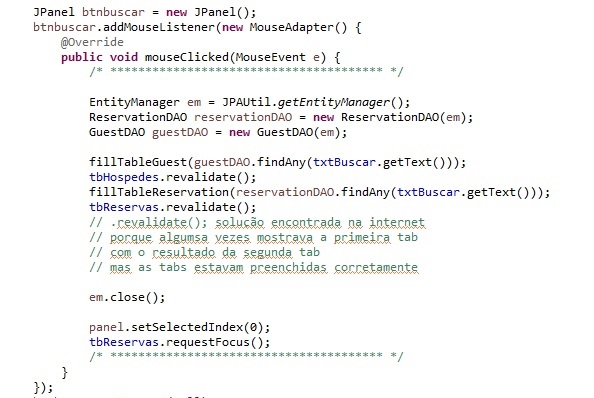 JPanel btnbuscar = new JPanel();
btnbuscar.addMouseListener(new MouseAdapter() {
@Override
public void mouseClicked(MouseEvent e) {
/* ************************************** */
EntityManager em = JPAUtil.getEntityManager();
ReservationDAO reservationDAO = new ReservationDAO(em);
GuestDAO guestDAO = new GuestDAO(em);
fillTableGuest(guestDAO.findAny(txtBuscar.getText()));
tbHospedes.revalidate();
fillTableReservation(reservationDAO.findAny(txtBuscar.getText()));
tbReservas.revalidate();
// .revalidate(); solução encontrada na internet
// porque algumsa vezes mostrava a primeira tab
// com o resultado da segunda tab
// mas as tabs estavam preenchidas corretamente
em.close();
panel.setSelectedIndex(0);
tbReservas.requestFocus();
/* ************************************** */
}
});